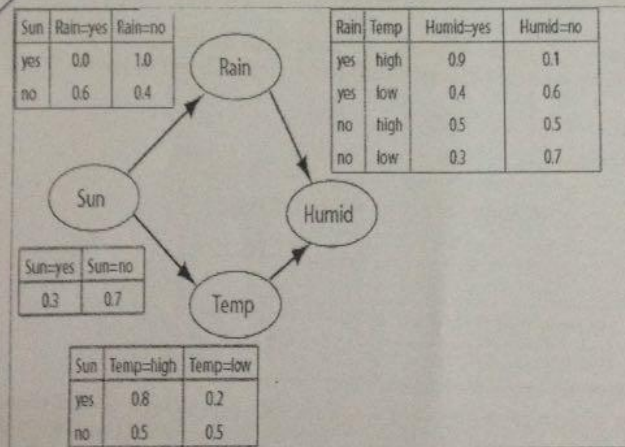 Sun Rain=yes Rain=no
yes 0.0 1.0
no 0.6 0.4
Rain
Rain Temp Humid=yes Humid=no
yes high 0.9 0.1
yes low 0.4 0.6
no high 0.5 0.5
no low 0.3 0.7
Sun
Humid
Sun=yes Sun=no
0.3 0.7
Temp
Sun Temp=high Temp=low
yes 0.8 0.2
no 0.5 0.5